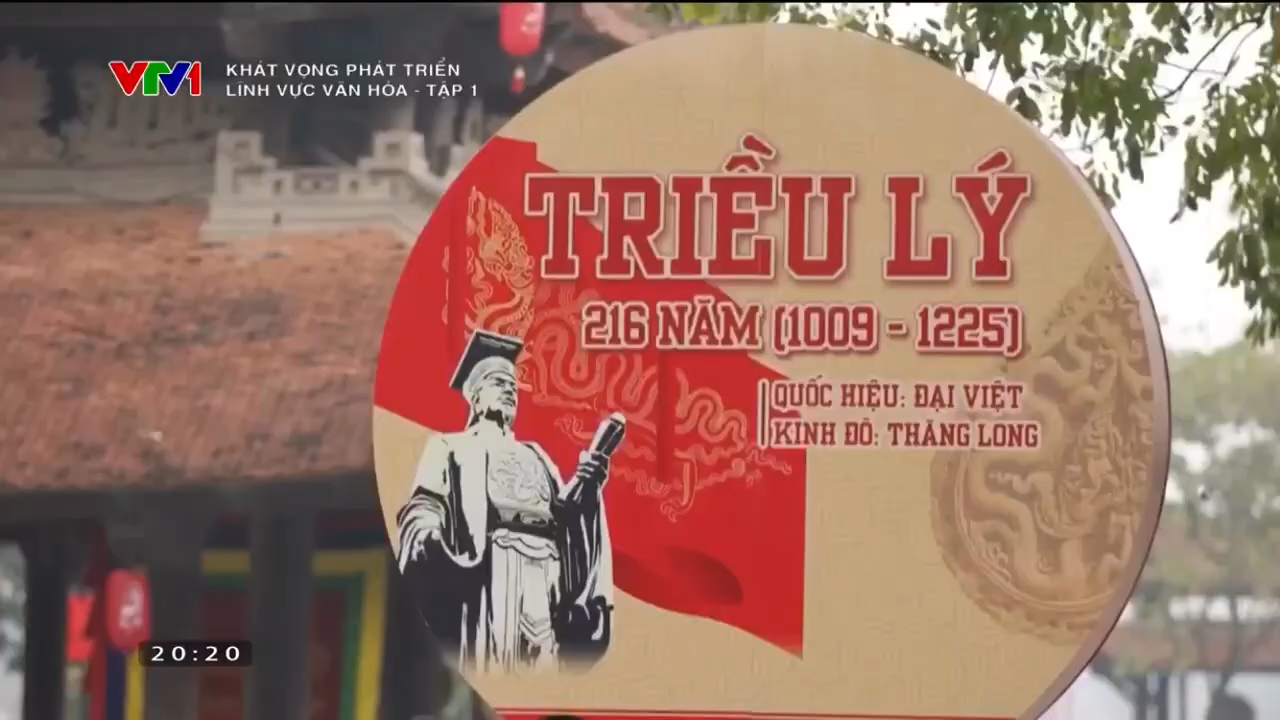 VTV1
KHÁT VỌNG PHÁT TRIỂN
LĨNH VỰC VĂN HÓA - TẬP 1
TRIỀU LÝ
216 NĂM (1009 - 1225)
QUỐC HIỆU: ĐẠI VIỆT
KINH ĐÔ: THĂNG LONG
20:20